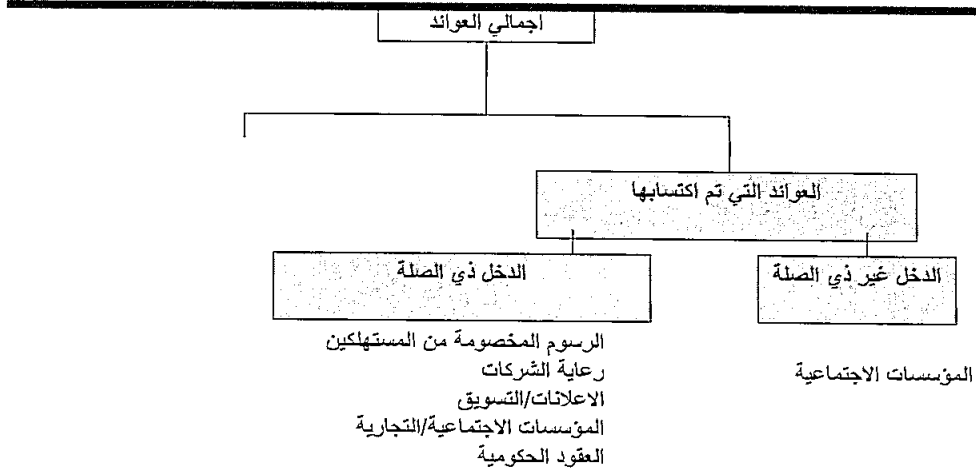 اجمالي العوائد
العوائد التي تم اكتسابها
الدخل ذي الصلة
الدخل غير ذي الصلة
الرسوم المخصومة من المستهلكين
رعاية الشركات
الاعلانات/التسويق
المؤسسات الاجتماعية/التجارية
العقود الحكومية
المؤسسات الاجتماعية